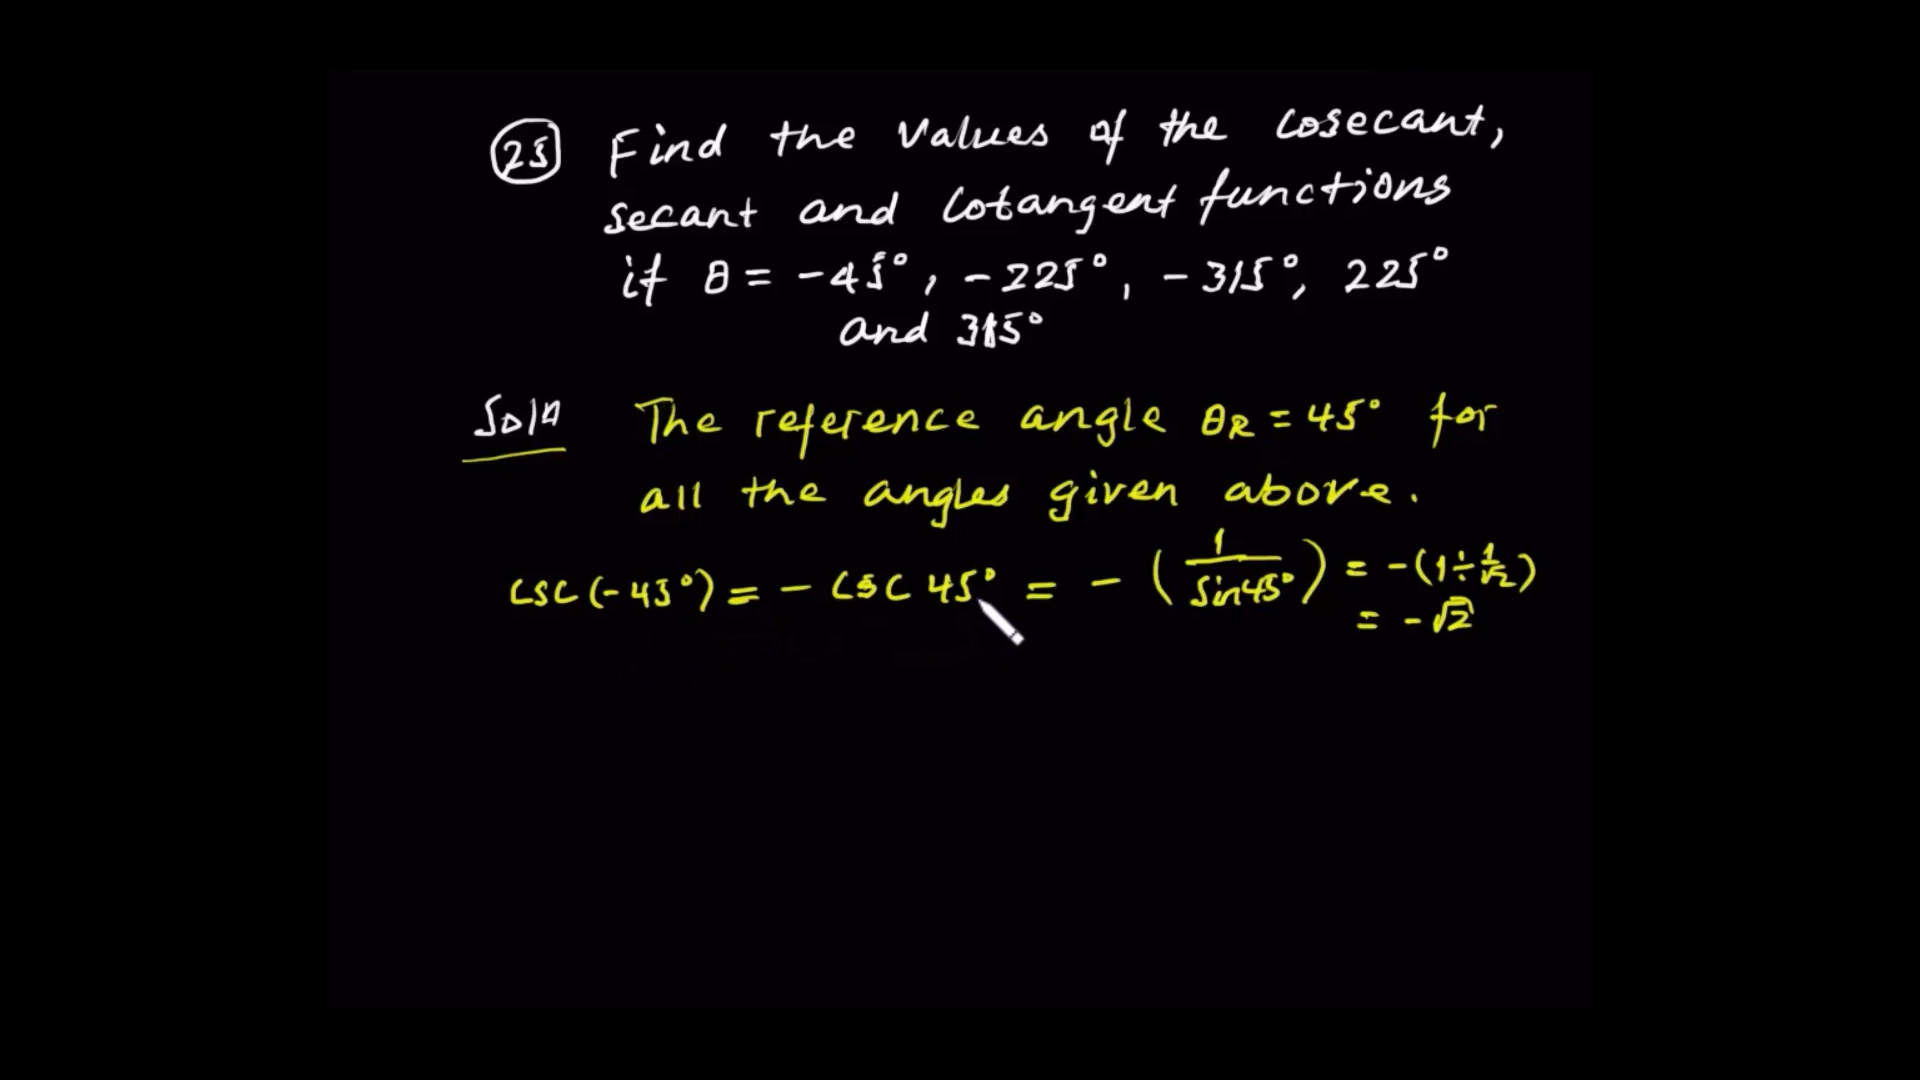 25 Find the values of the cosecant,
secant and cotangent functions
if θ = -45°, -225°, -315°, 225°
and 315°
Soln The reference angle θR = 45° for
all the angles given above.
csc(-45°) = - csc 45° = - (1/sin45°) = -(1÷1/√2)
= -√2